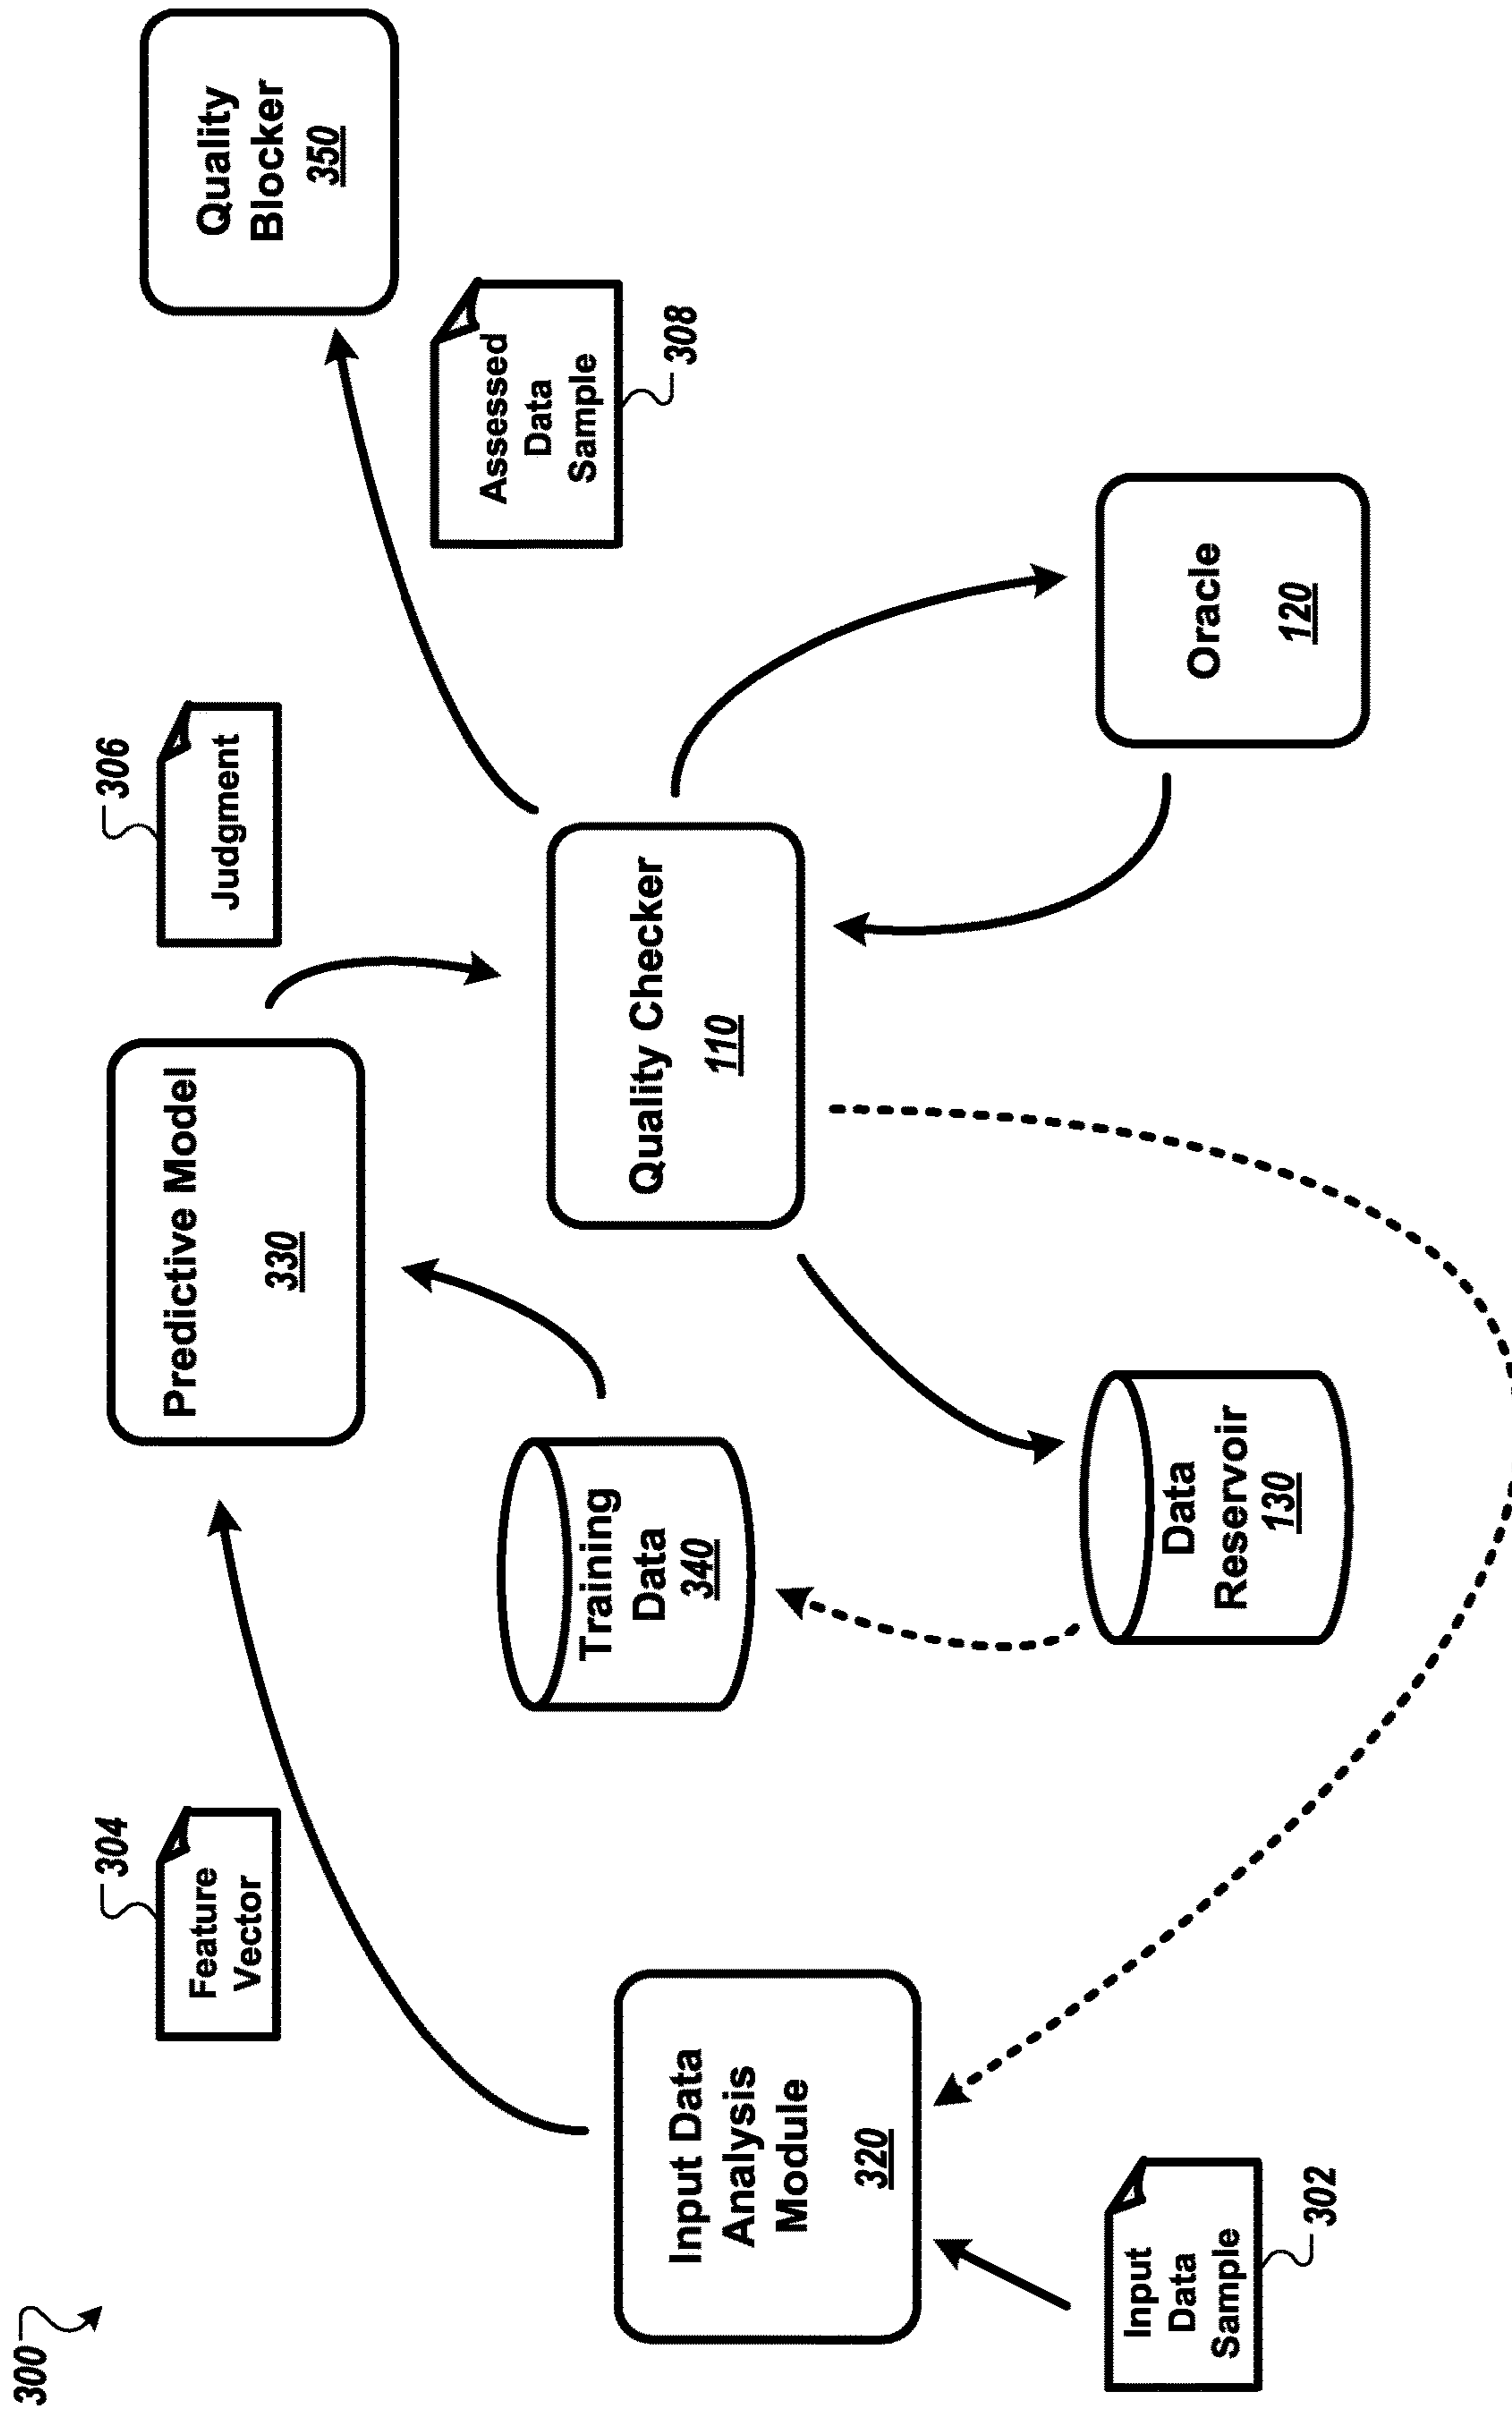 300
304
Feature
Vector
306
Judgment
Predictive Model
330
Quality
Blocker
350
Assessed
Data
Sample
308
Training
Data
340
Quality Checker
110
Input Data
Analysis
Module
320
Input
Data
Sample
302
Data
Reservoir
130
Oracle
120